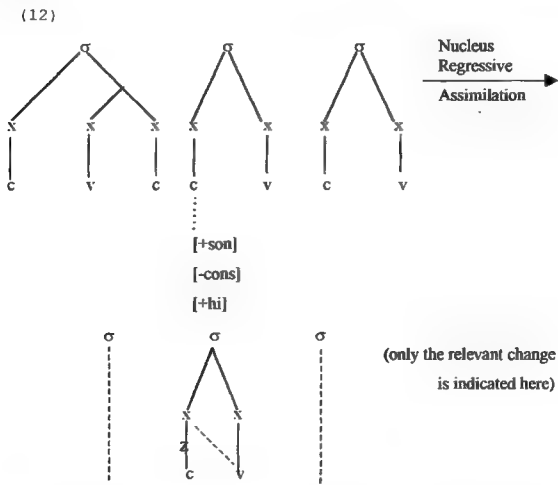 (12)
σ σ σ
Nucleus
Regressive
Assimilation
x x x x x x x
c v c c v c v
[+son]
[-cons]
[+hi]
σ σ σ
(only the relevant change
is indicated here)
x x
z
c v